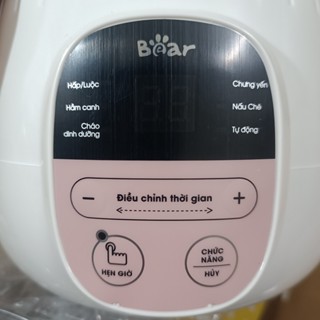 Bear
Hấp/Luộc
Chưng yến
Hầm canh
Nấu Chè
Cháo
dinh dưỡng
Tự động
− Điều chỉnh thời gian +
HẸN GIỜ
CHỨC
NĂNG
HỦY